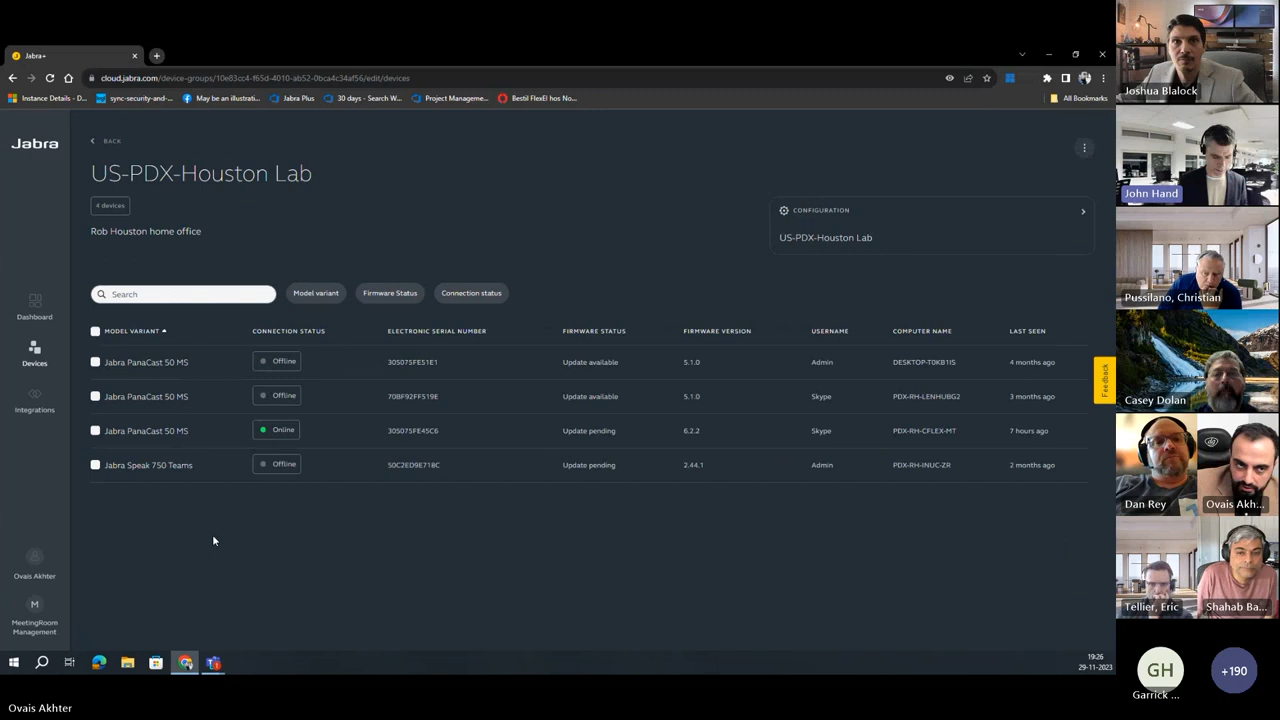 Jabra+
cloud.jabra.com/device-groups/10e83cc4-f65d-4010-ab52-0bca4c34af56/edit/devices
Instance Details - D...
sync-security-and-...
May be an illustrati...
Jabra Plus
30 days - Search W...
Project Manageme...
Bestil FlexEl hos No...
All Bookmarks
Jabra
BACK
US-PDX-Houston Lab
4 devices
Rob Houston home office
CONFIGURATION
US-PDX-Houston Lab
Search
Model variant
Firmware Status
Connection status
MODEL VARIANT CONNECTION STATUS ELECTRONIC SERIAL NUMBER FIRMWARE STATUS FIRMWARE VERSION USERNAME COMPUTER NAME LAST SEEN
Jabra PanaCast 50 MS Offline 305075FE51E1 Update available 5.1.0 Admin DESKTOP-T0KB1IS 4 months ago
Jabra PanaCast 50 MS Offline 70BF92FF519E Update available 5.1.0 Skype PDX-RH-LENHUBG2 3 months ago
Jabra PanaCast 50 MS Online 305075FE45C6 Update pending 6.2.2 Skype PDX-RH-CFLEX-MT 7 hours ago
Jabra Speak 750 Teams Offline 50C2ED9E718C Update pending 2.44.1 Admin PDX-RH-INUC-ZR 2 months ago
Dashboard
Devices
Integrations
Ovais Akhter
M
MeetingRoom
Management
Feedback
19:26
29-11-2023
Ovais Akhter
Joshua Blalock
John Hand
Pussilano, Christian
Casey Dolan
Dan Rey
Ovais Akh...
Tellier, Eric
Shahab Ba...
GH
Garrick ...
+190